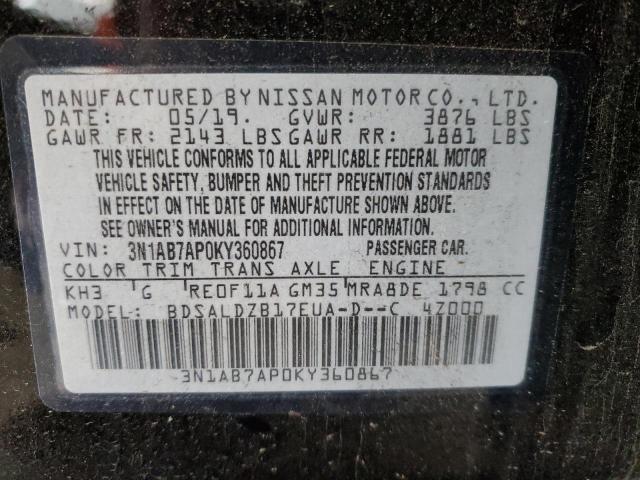 MANUFACTURED BY NISSAN MOTOR CO., LTD.
DATE: 05/19. GVWR: 3876 LBS
GAWR FR: 2143 LBS GAWR RR: 1881 LBS
THIS VEHICLE CONFORMS TO ALL APPLICABLE FEDERAL MOTOR
VEHICLE SAFETY, BUMPER AND THEFT PREVENTION STANDARDS
IN EFFECT ON THE DATE OF MANUFACTURE SHOWN ABOVE.
SEE OWNER'S MANUAL FOR ADDITIONAL INFORMATION.
VIN: 3N1AB7AP0KY360867 PASSENGER CAR.
COLOR TRIM TRANS AXLE ENGINE
KH3 G RE0F11A GM35 MRA8DE 1798 CC
MODEL: BDSALDZB17EUA-D--C 4Z000
3N1AB7AP0KY360867